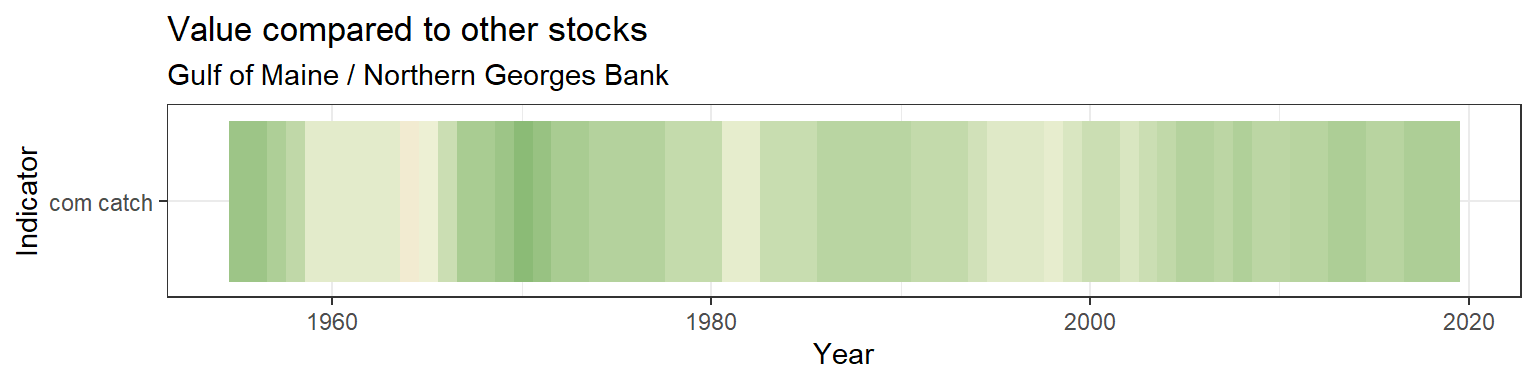 Value compared to other stocks
Gulf of Maine / Northern Georges Bank
Indicator
com catch
1960 1980 2000 2020
Year